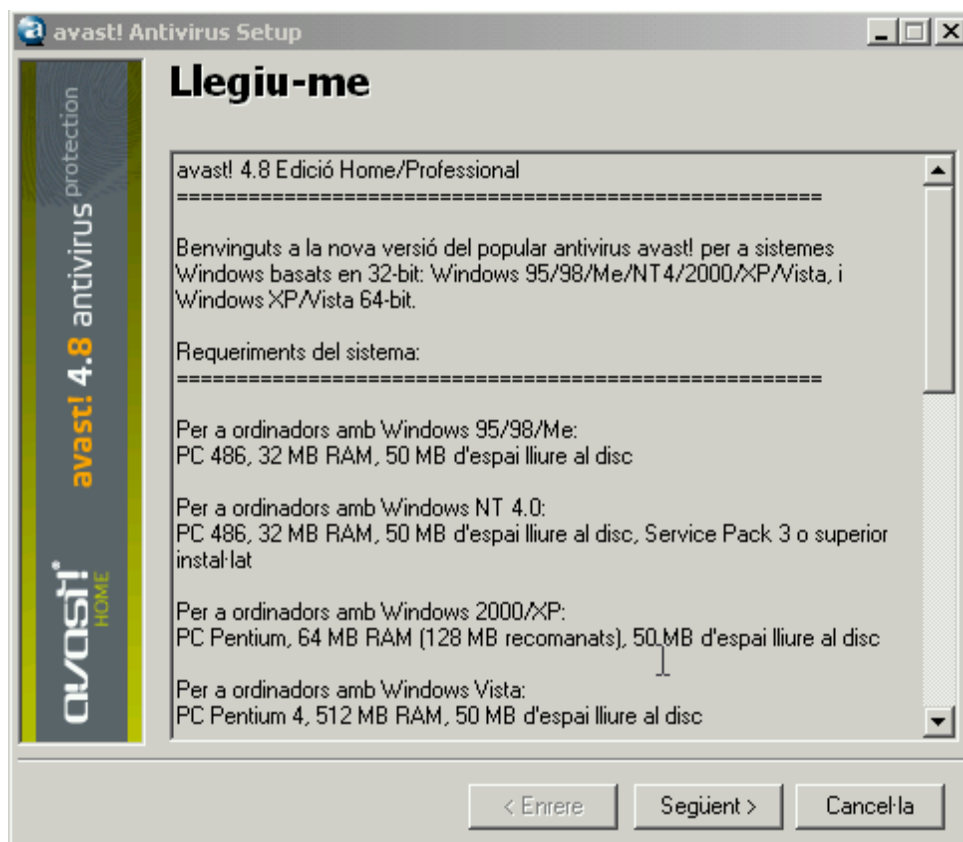 avast! Antivirus Setup
avast! HOME avast! 4.8 antivirus protection
Llegiu-me
avast! 4.8 Edició Home/Professional
======================================================
Benvinguts a la nova versió del popular antivirus avast! per a sistemes
Windows basats en 32-bit: Windows 95/98/Me/NT4/2000/XP/Vista, i
Windows XP/Vista 64-bit.
Requeriments del sistema:
======================================================
Per a ordinadors amb Windows 95/98/Me:
PC 486, 32 MB RAM, 50 MB d'espai lliure al disc
Per a ordinadors amb Windows NT 4.0:
PC 486, 32 MB RAM, 50 MB d'espai lliure al disc, Service Pack 3 o superior
instal·lat
Per a ordinadors amb Windows 2000/XP:
PC Pentium, 64 MB RAM (128 MB recomanats), 50 MB d'espai lliure al disc
Per a ordinadors amb Windows Vista:
PC Pentium 4, 512 MB RAM, 50 MB d'espai lliure al disc
< Enrere Següent > Cancel·la